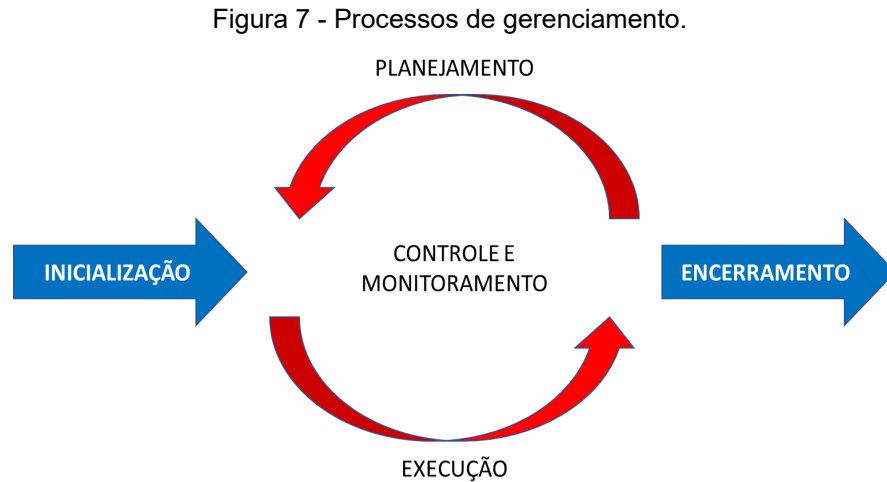 Figura 7 - Processos de gerenciamento.
PLANEJAMENTO
INICIALIZAÇÃO
CONTROLE E
MONITORAMENTO
ENCERRAMENTO
EXECUÇÃO